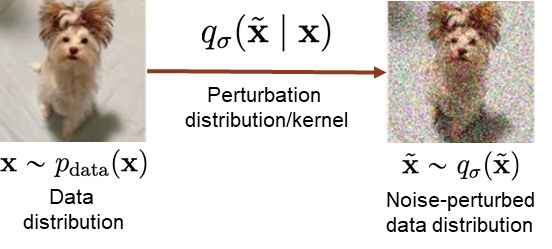 q_σ(x̃ | x)
Perturbation
distribution/kernel
x ∼ p_data(x)
Data
distribution
x̃ ∼ q_σ(x̃)
Noise-perturbed
data distribution